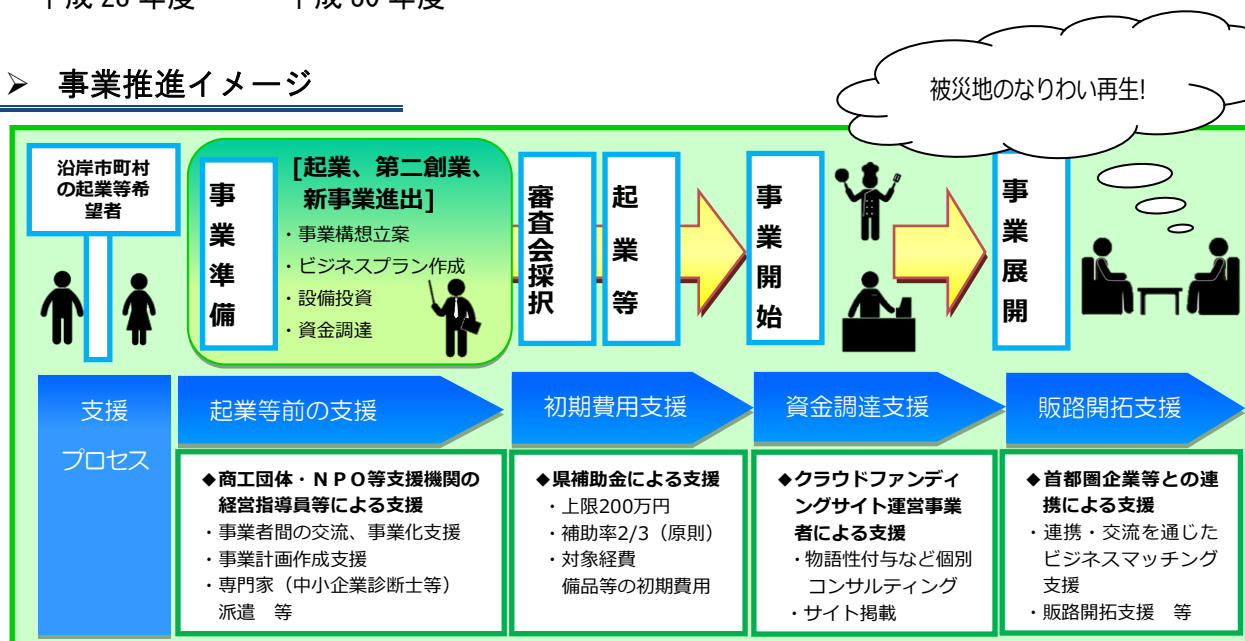 ➢ 事業推進イメージ
被災地のなりわい再生!
沿岸市町村
の起業等希
望者
事業準備
[起業、第二創業、
新事業進出]
・事業構想立案
・ビジネスプラン作成
・設備投資
・資金調達
審査会採択
起業等
事業開始
事業展開
支援
プロセス
起業等前の支援
初期費用支援
資金調達支援
販路開拓支援
◆商工団体・ＮＰＯ等支援機関の
経営指導員等による支援
・事業者間の交流、事業化支援
・事業計画作成支援
・専門家（中小企業診断士等）
派遣　等
◆県補助金による支援
・上限200万円
・補助率2/3（原則）
・対象経費
備品等の初期費用
◆クラウドファンディ
ングサイト運営事業
者による支援
・物語性付与など個別
コンサルティング
・サイト掲載
◆首都圏企業等との連
携による支援
・連携・交流を通じた
ビジネスマッチング
支援
・販路開拓支援　等